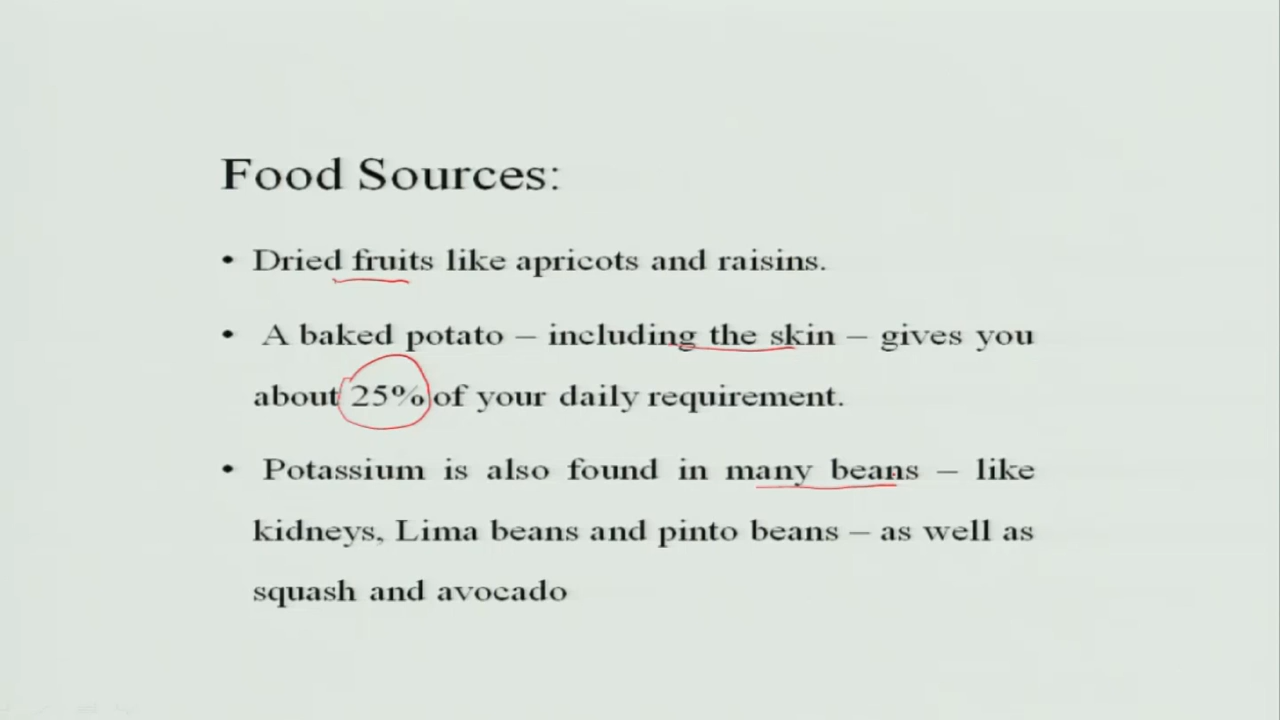 Food Sources:
• Dried fruits like apricots and raisins.
• A baked potato – including the skin – gives you
about 25% of your daily requirement.
• Potassium is also found in many beans – like
kidneys, Lima beans and pinto beans – as well as
squash and avocado